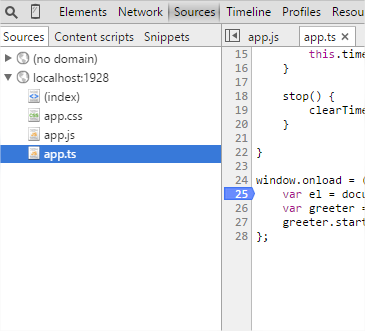 Elements Network Sources Timeline Profiles Resou
Sources Content scripts Snippets
app.js app.ts ×
(no domain)
localhost:1928
(index)
app.css
app.js
app.ts
15 this.time
16 }
17
18 stop() {
19 clearTime
20 }
21
22 }
23
24 window.onload = (
25 var el = docu
26 var greeter =
27 greeter.start
28 };